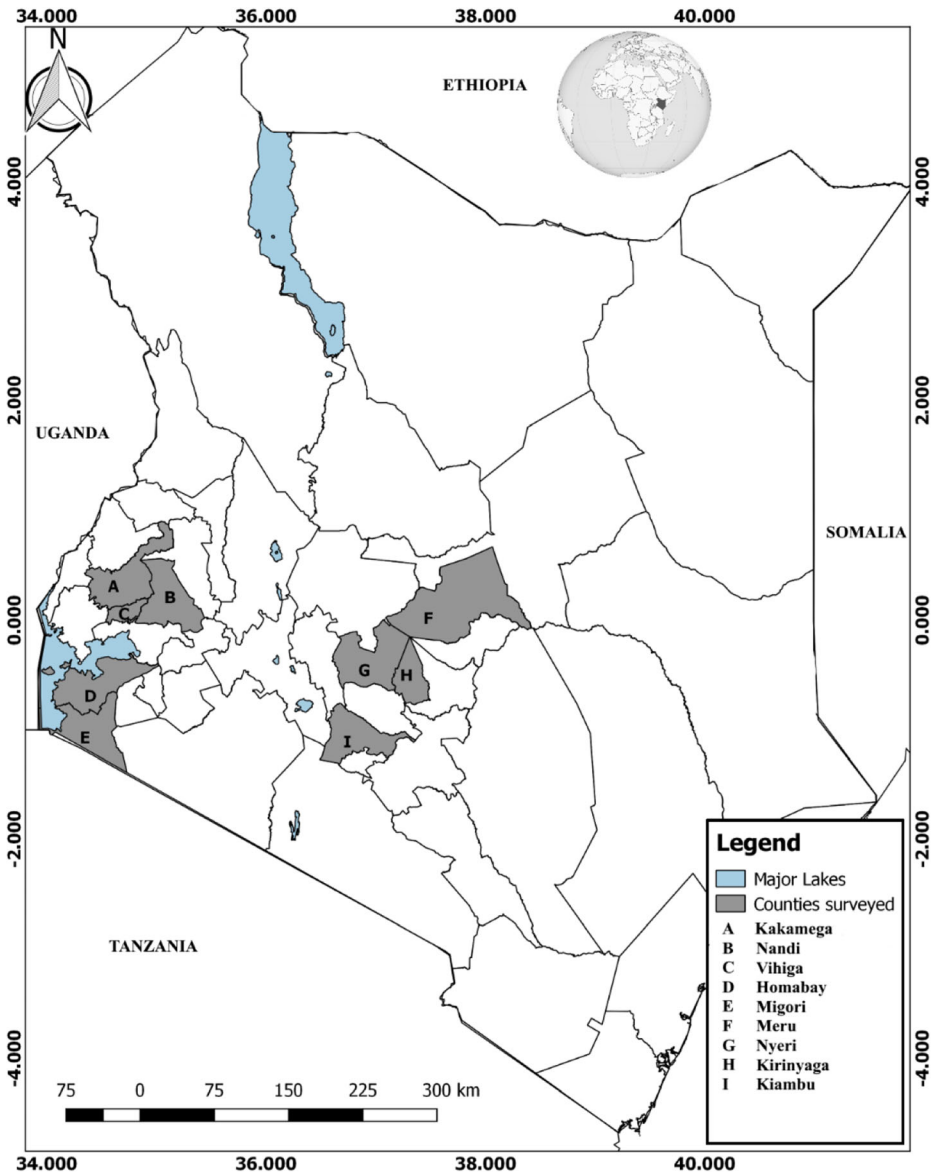 34.000 36.000 38.000 40.000
N
ETHIOPIA
4.000 4.000
2.000 2.000
UGANDA
SOMALIA
A
B
C
F
0.000 0.000
G
H
D
E
I
-2.000 -2.000
TANZANIA
Legend
Major Lakes
Counties surveyed
A Kakamega
B Nandi
C Vihiga
D Homabay
E Migori
F Meru
G Nyeri
H Kirinyaga
I Kiambu
-4.000 -4.000
75 0 75 150 225 300 km
34.000 36.000 38.000 40.000